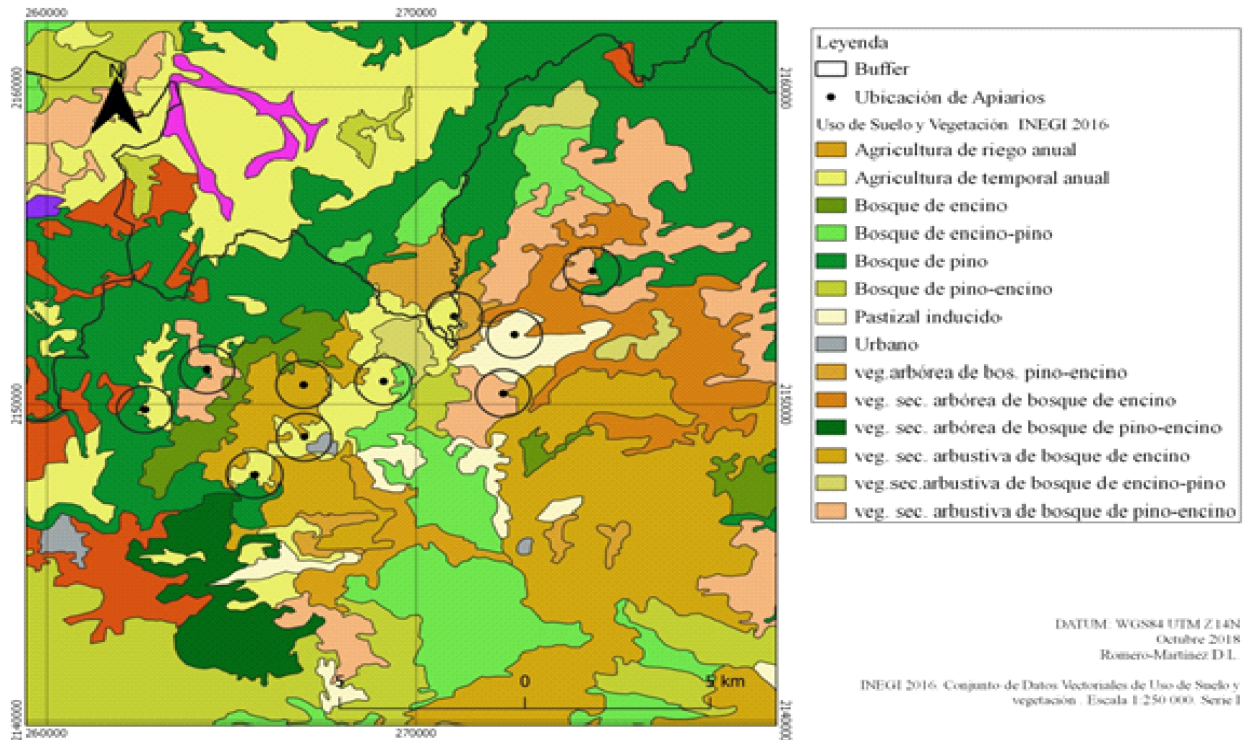 260000
270000
2160000
2160000
N
2150000
2150000
2140000
2140000
5
0
5 km
260000
270000
Leyenda
Buffer
Ubicación de Apiarios
Uso de Suelo y Vegetación INEGI 2016
Agricultura de riego anual
Agricultura de temporal anual
Bosque de encino
Bosque de encino-pino
Bosque de pino
Bosque de pino-encino
Pastizal inducido
Urbano
veg.arbórea de bos. pino-encino
veg. sec. arbórea de bosque de encino
veg. sec. arbórea de bosque de pino-encino
veg. sec. arbustiva de bosque de encino
veg.sec.arbustiva de bosque de encino-pino
veg. sec. arbustiva de bosque de pino-encino
DATUM: WGS84 UTM Z14N
Octubre 2018
Romero-Martinez D.L.
INEGI 2016. Conjunto de Datos Vectoriales de Uso de Suelo y
vegetación . Escala 1:250 000. Serie I